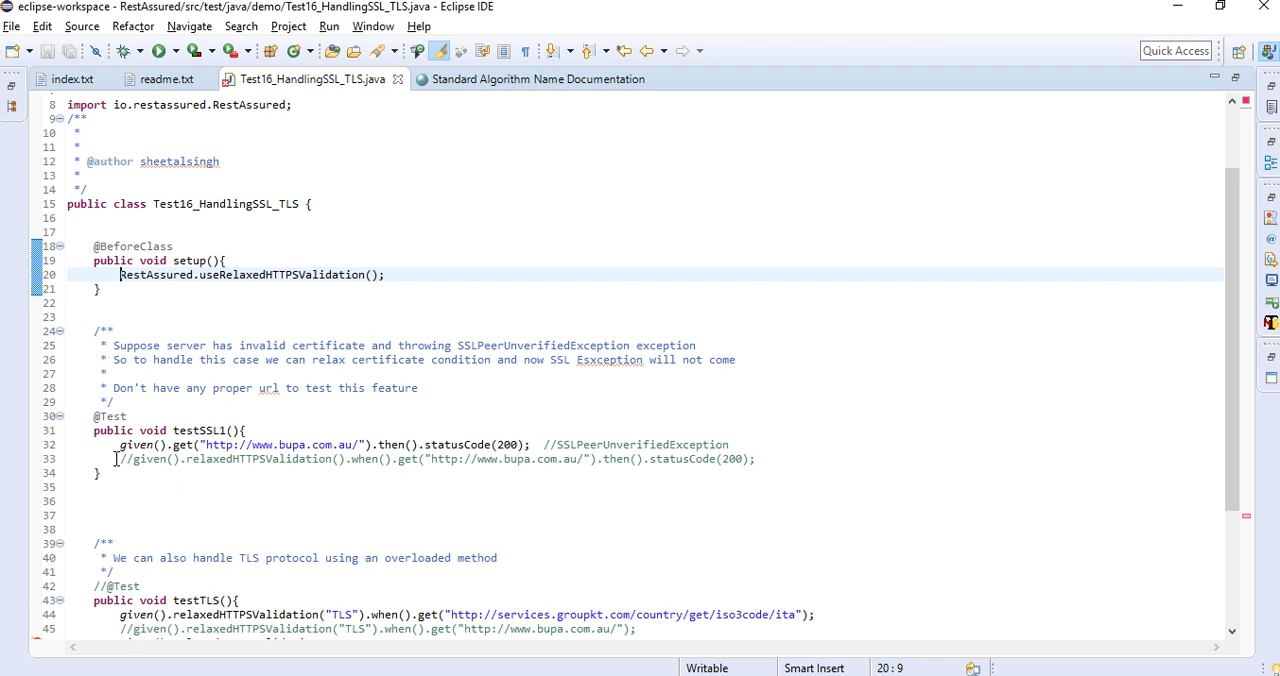 eclipse-workspace - RestAssured/src/test/java/demo/Test16_HandlingSSL_TLS.java - Eclipse IDE
File Edit Source Refactor Navigate Search Project Run Window Help
Quick Access
index.txt readme.txt Test16_HandlingSSL_TLS.java Standard Algorithm Name Documentation
8 import io.restassured.RestAssured;
9 /**
10 *
11 *
12 * @author sheetalsingh
13 *
14 */
15 public class Test16_HandlingSSL_TLS {
16
17
18 @BeforeClass
19 public void setup(){
20 RestAssured.useRelaxedHTTPSValidation();
21 }
22
23
24 /**
25 * Suppose server has invalid certificate and throwing SSLPeerUnverifiedException exception
26 * So to handle this case we can relax certificate condition and now SSL Esxception will not come
27 *
28 * Don't have any proper url to test this feature
29 */
30 @Test
31 public void testSSL1(){
32 given().get("http://www.bupa.com.au/").then().statusCode(200); //SSLPeerUnverifiedException
33 //given().relaxedHTTPSValidation().when().get("http://www.bupa.com.au/").then().statusCode(200);
34 }
35
36
37
38
39 /**
40 * We can also handle TLS protocol using an overloaded method
41 */
42 //@Test
43 public void testTLS(){
44 given().relaxedHTTPSValidation("TLS").when().get("http://services.groupkt.com/country/get/iso3code/ita");
45 //given().relaxedHTTPSValidation("TLS").when().get("http://www.bupa.com.au/");
Writable Smart Insert 20:9